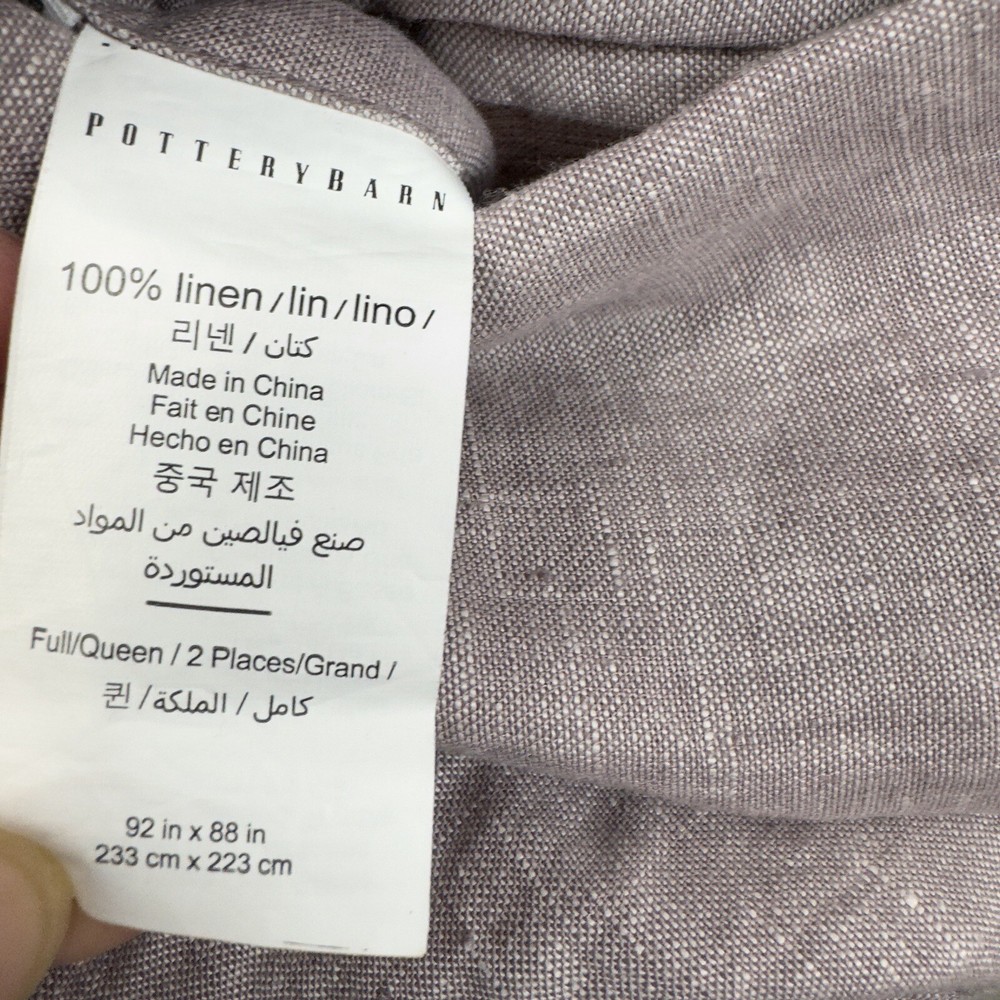 POTTERYBARN
100% linen / lin / lino /
리넨 / كتان
Made in China
Fait en Chine
Hecho en China
중국 제조
صنع فيالصين من المواد
المستوردة
Full/Queen / 2 Places/Grand /
퀸 / كامل / الملكة
92 in x 88 in
233 cm x 223 cm